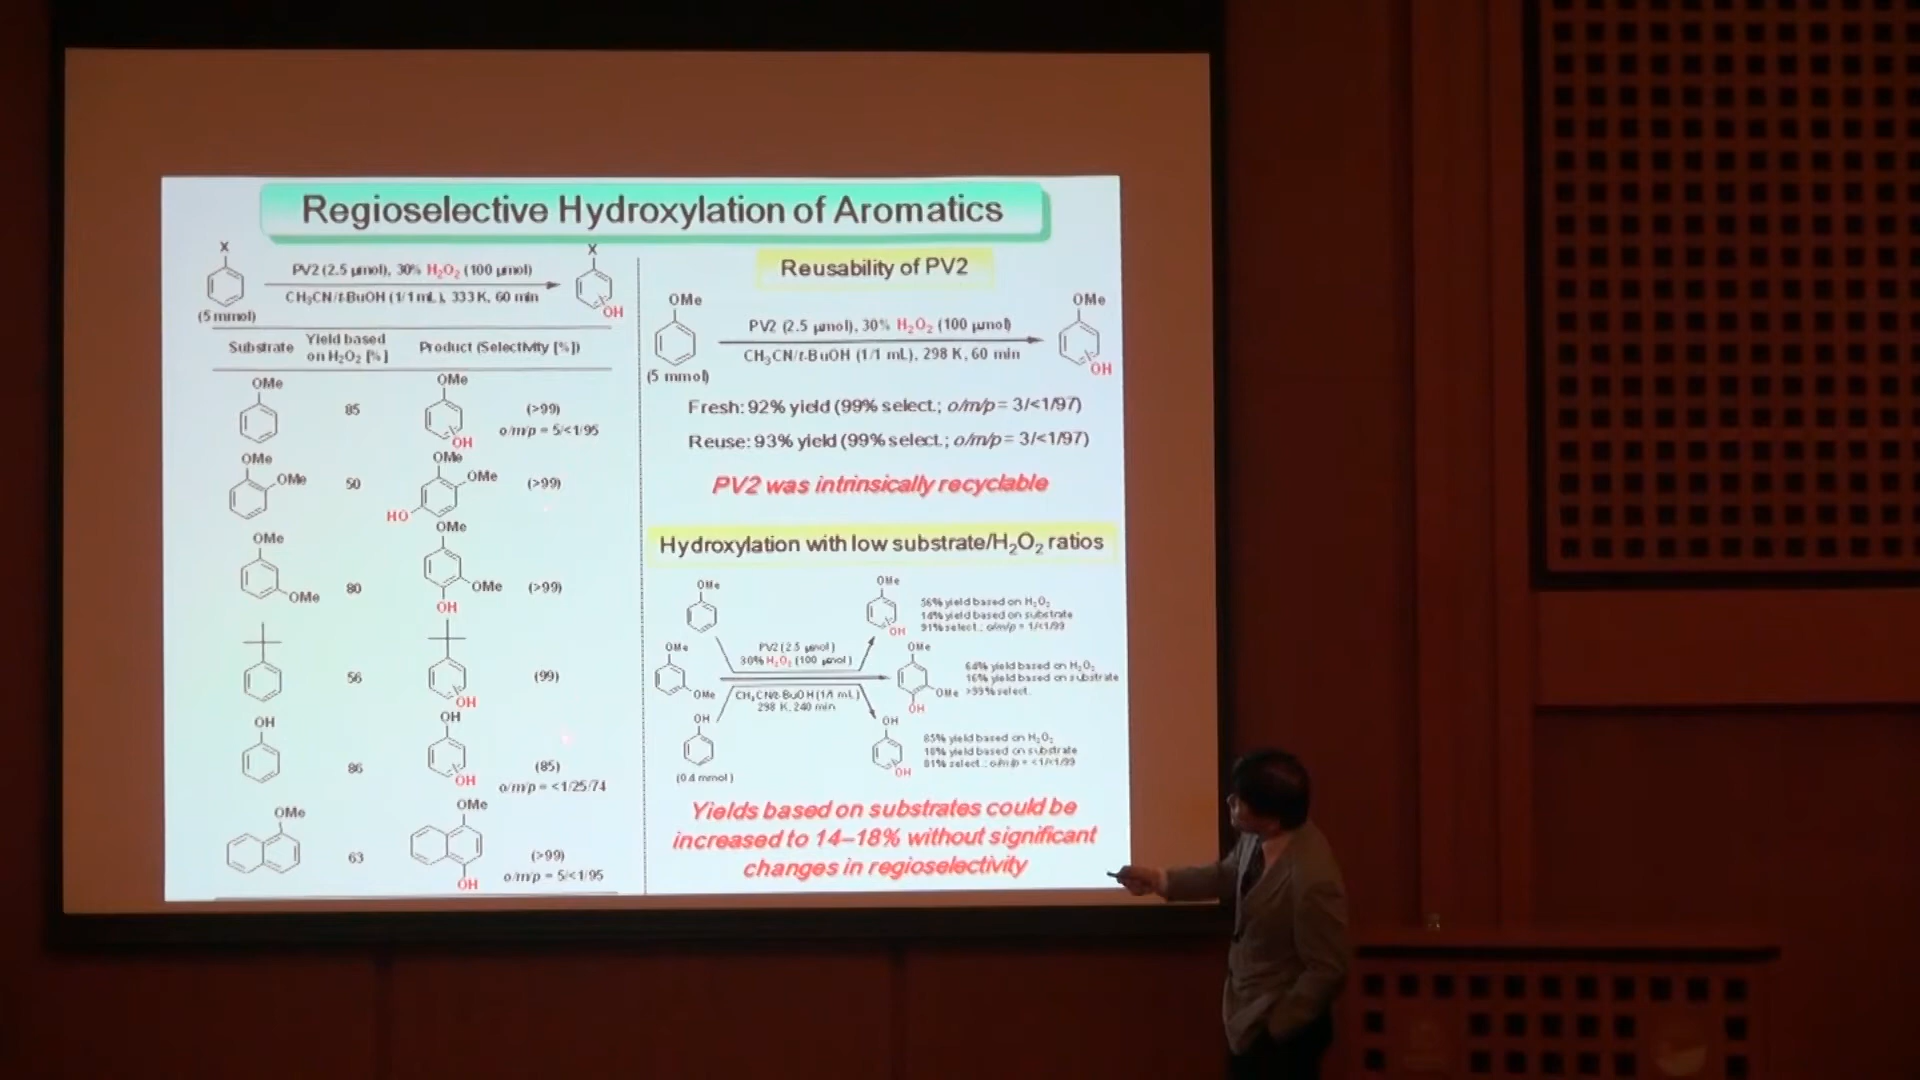 Regioselective Hydroxylation of Aromatics
X
PV2 (2.5 µmol), 30% H₂O₂ (100 µmol)
CH₃CN/t-BuOH (1/1 mL), 333 K, 60 min
(5 mmol)
X
OH
Substrate
Yield based on H₂O₂ [%]
Product (Selectivity [%])
OMe
85
OMe
OH
(>99)
o/m/p = 5/<1/95
OMe
OMe
50
OMe
OMe
HO
(>99)
OMe
OMe
80
OMe
OMe
OH
(>99)
56
OH
(99)
OH
86
OH
OH
(85)
o/m/p = <1/25/74
OMe
63
OMe
OH
(>99)
o/m/p = 5/<1/95
Reusability of PV2
OMe
(5 mmol)
PV2 (2.5 µmol), 30% H₂O₂ (100 µmol)
CH₃CN/t-BuOH (1/1 mL), 298 K, 60 min
OMe
OH
Fresh: 92% yield (99% select.; o/m/p = 3/<1/97)
Reuse: 93% yield (99% select.; o/m/p = 3/<1/97)
PV2 was intrinsically recyclable
Hydroxylation with low substrate/H₂O₂ ratios
OMe
OMe
OMe
OH
(0.4 mmol)
PV2 (2.5 µmol)
30% H₂O₂ (100 µmol)
CH₃CN/t-BuOH (1/1 mL)
298 K, 240 min
OMe
OH
56% yield based on H₂O₂
14% yield based on substrate
91% select.; o/m/p = 1/<1/99
OMe
OMe
OH
64% yield based on H₂O₂
16% yield based on substrate
>99% select.
OH
OH
85% yield based on H₂O₂
18% yield based on substrate
81% select.; o/m/p = <1/<1/99
Yields based on substrates could be
increased to 14–18% without significant
changes in regioselectivity